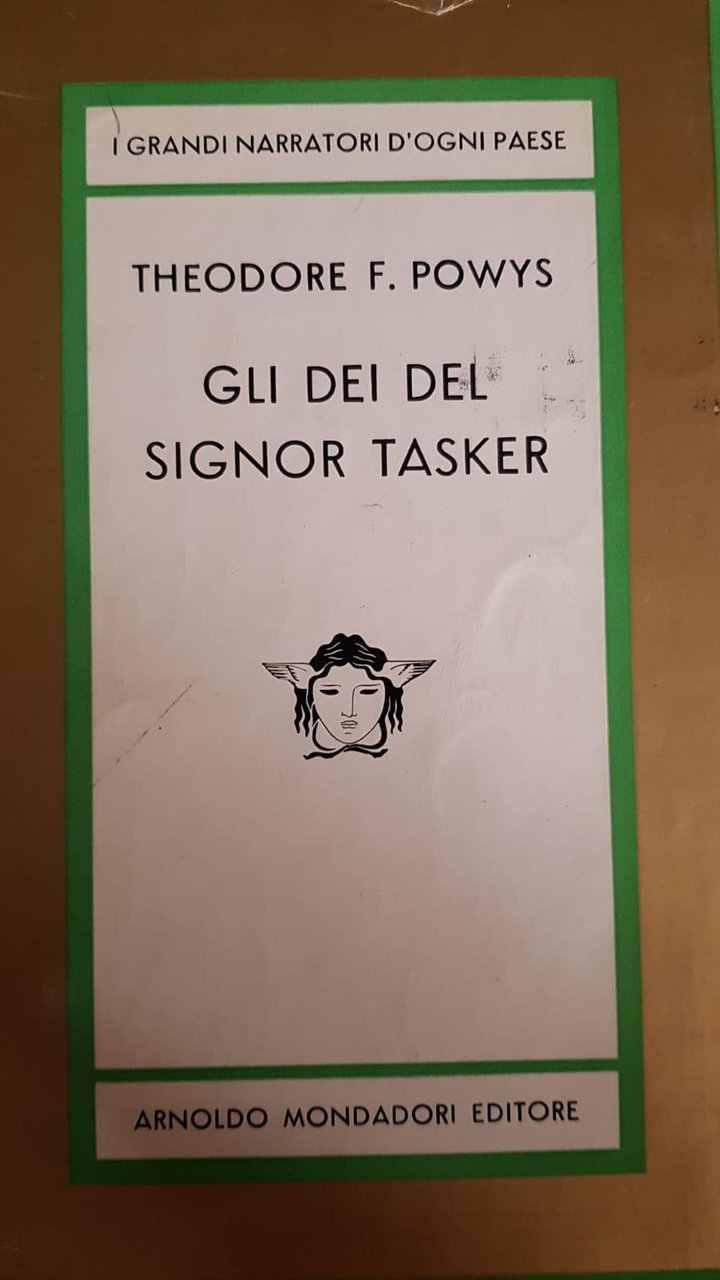 I GRANDI NARRATORI D'OGNI PAESE
THEODORE F. POWYS
GLI DEI DEL
SIGNOR TASKER
ARNOLDO MONDADORI EDITORE